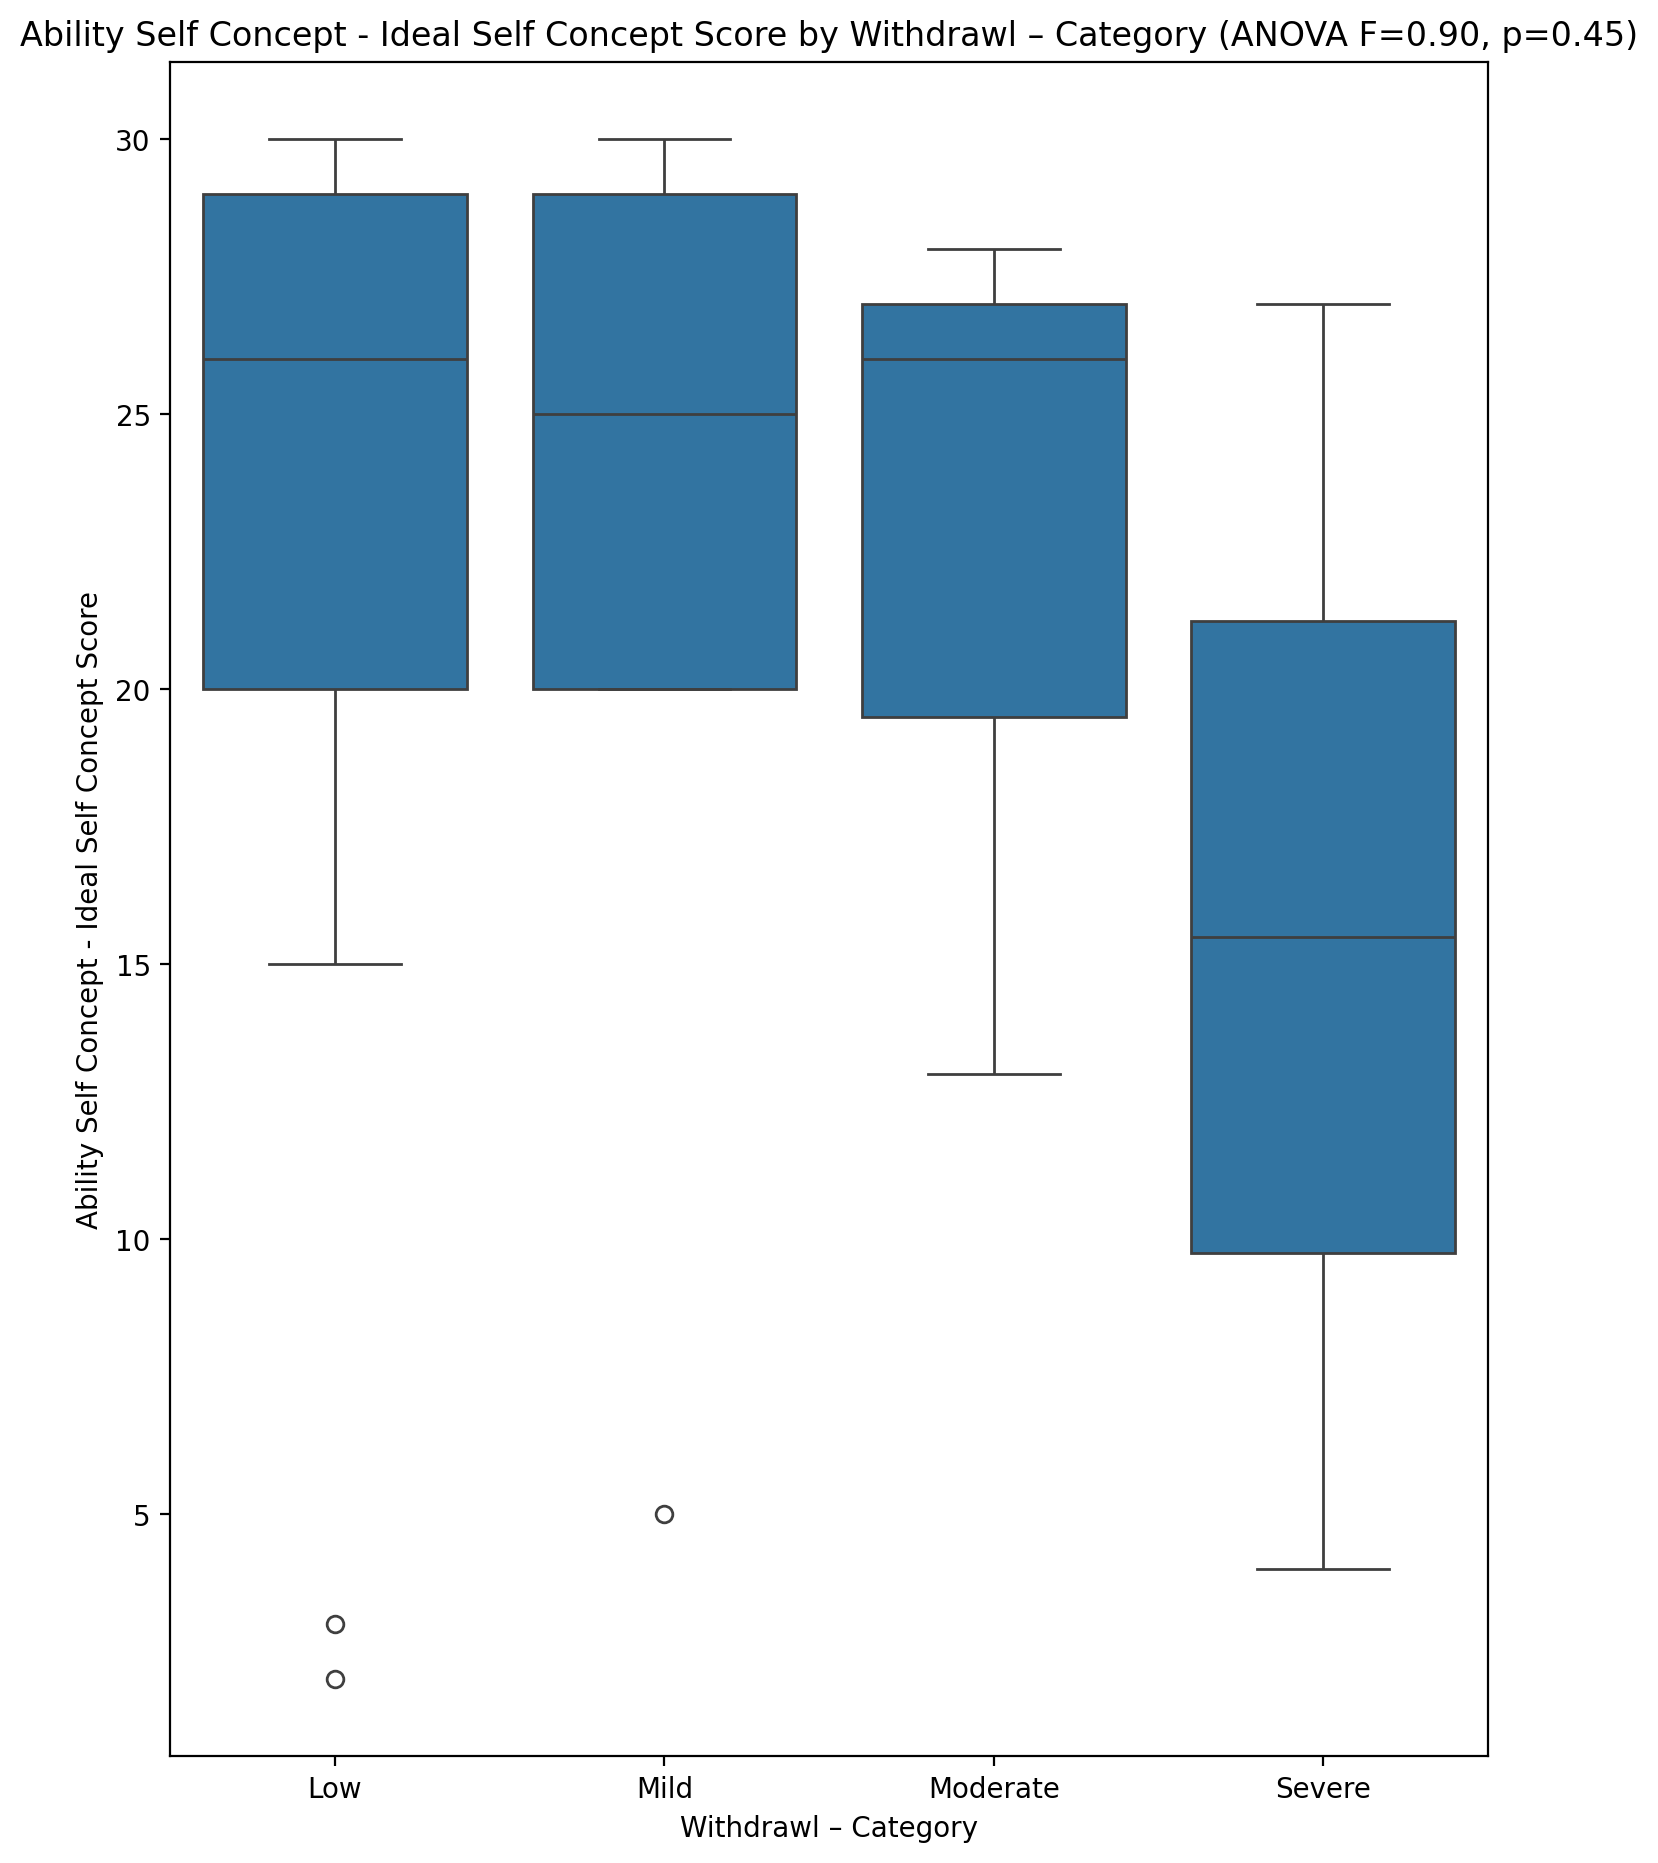 Ability Self Concept - Ideal Self Concept Score by Withdrawl – Category (ANOVA F=0.90, p=0.45)
Ability Self Concept - Ideal Self Concept Score
30
25
20
15
10
5
Low Mild Moderate Severe
Withdrawl – Category